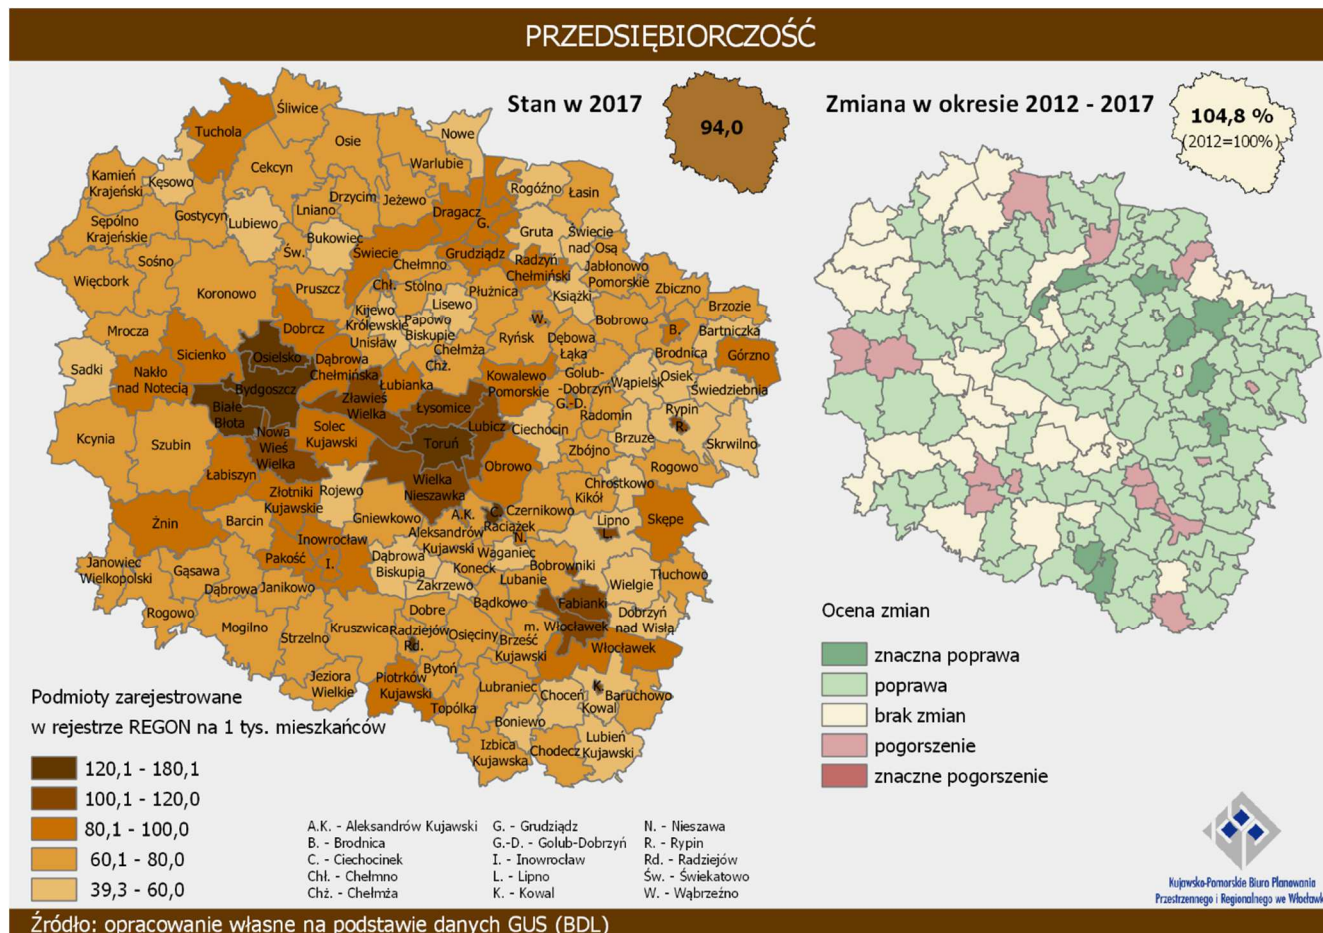 PRZEDSIĘBIORCZOŚĆ
Stan w 2017
94,0
Zmiana w okresie 2012 - 2017
104,8 %
(2012=100%)
Tuchola
Śliwice
Osie
Nowe
Warlubie
Cekcyn
Kamień
Krajeński
Kęsowo
Rogóźno
Łasin
Drzycim
Jeżewo
Lniano
Dragacz
G.
Sępólno
Krajeńskie
Gostycyn
Lubiewo
Bukowiec
Gruta
Świecie
nad Osą
Sośno
Św.
Świecie
Grudziądz
Radzyń
Chełmiński
Jabłonowo
Pomorskie
Chełmno
Więcbork
Koronowo
Pruszcz
Chł.
Stolno
Płużnica
Książki
Zbiczno
Brzozie
Lisewo
Kijewo
Królewskie
Papowo
Biskupie
W.
Bobrowo
B.
Bartniczka
Mrocza
Dobrcz
Unisław
Ryńsk
Dębowa
Łąka
Brodnica
Górzno
Sadki
Sicienko
Osielsko
Dąbrowa
Chełmińska
Chełmża
Chż.
Nakło
nad Notecią
Bydgoszcz
Łubianka
Kowalewo
Pomorskie
Golub-
-Dobrzyń
G.-D.
Wąpielsk
Osiek
Świedziebnia
Białe
Błota
Zławieś
Wielka
Łysomice
Lubicz
Radomin
Rypin
R.
Kcynia
Szubin
Nowa
Wieś
Wielka
Solec
Kujawski
Toruń
Ciechocin
Zbójno
Brzuze
Skrwilno
Łabiszyn
Wielka
Nieszawka
Obrowo
Rogowo
Złotniki
Kujawskie
Rojewo
Chrostkowo
Kikół
Żnin
Barcin
Gniewkowo
A.K.
C.
Czernikowo
Lipno
L.
Skępe
Inowrocław
Aleksandrów
Kujawski
Raciążek
N.
Janowiec
Wielkopolski
Gąsawa
Pakość
I.
Dąbrowa
Biskupia
Waganiec
Koneck
Bobrowniki
Wielgie
Tłuchowo
Dąbrowa
Janikowo
Zakrzewo
Lubanie
Fabianki
Rogowo
Dobre
Bądkowo
Dobrzyń
nad Wisłą
Mogilno
Strzelno
Kruszwica
Radziejów
Rd.
Osięciny
m. Włocławek
Brześć
Kujawski
Włocławek
Jeziora
Wielkie
Piotrków
Kujawski
Bytoń
Lubraniec
Choceń
K.
Baruchowo
Kowal
Topólka
Boniewo
Izbica
Kujawska
Chodecz
Lubień
Kujawski
Podmioty zarejestrowane
w rejestrze REGON na 1 tys. mieszkańców
120,1 - 180,1
100,1 - 120,0
80,1 - 100,0
60,1 - 80,0
39,3 - 60,0
A.K. - Aleksandrów Kujawski
B. - Brodnica
C. - Ciechocinek
Chł. - Chełmno
Chż. - Chełmża
G. - Grudziądz
G.-D. - Golub-Dobrzyń
I. - Inowrocław
L. - Lipno
K. - Kowal
N. - Nieszawa
R. - Rypin
Rd. - Radziejów
Św. - Świekatowo
W. - Wąbrzeźno
Ocena zmian
znaczna poprawa
poprawa
brak zmian
pogorszenie
znaczne pogorszenie
Kujawsko-Pomorskie Biuro Planowania
Przestrzennego i Regionalnego we Włocławku
Źródło: opracowanie własne na podstawie danych GUS (BDL)